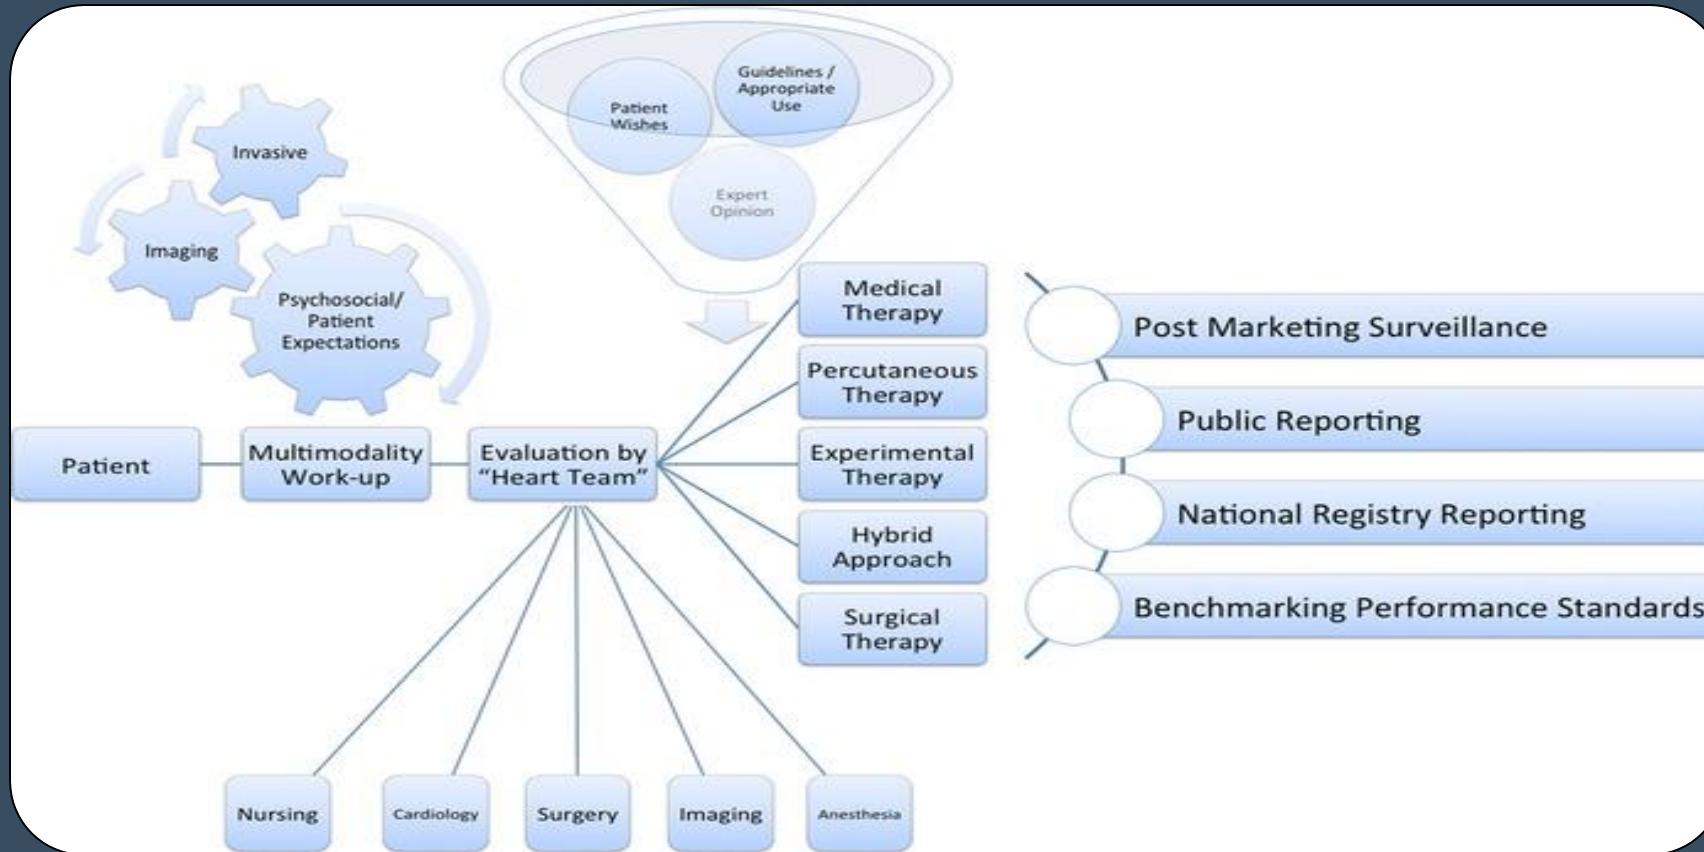 Invasive
Imaging
Psychosocial/
Patient
Expectations
Patient
Wishes
Guidelines /
Appropriate
Use
Expert
Opinion
Patient
Multimodality
Work-up
Evaluation by
“Heart Team”
Medical
Therapy
Percutaneous
Therapy
Experimental
Therapy
Hybrid
Approach
Surgical
Therapy
Post Marketing Surveillance
Public Reporting
National Registry Reporting
Benchmarking Performance Standards
Nursing
Cardiology
Surgery
Imaging
Anesthesia